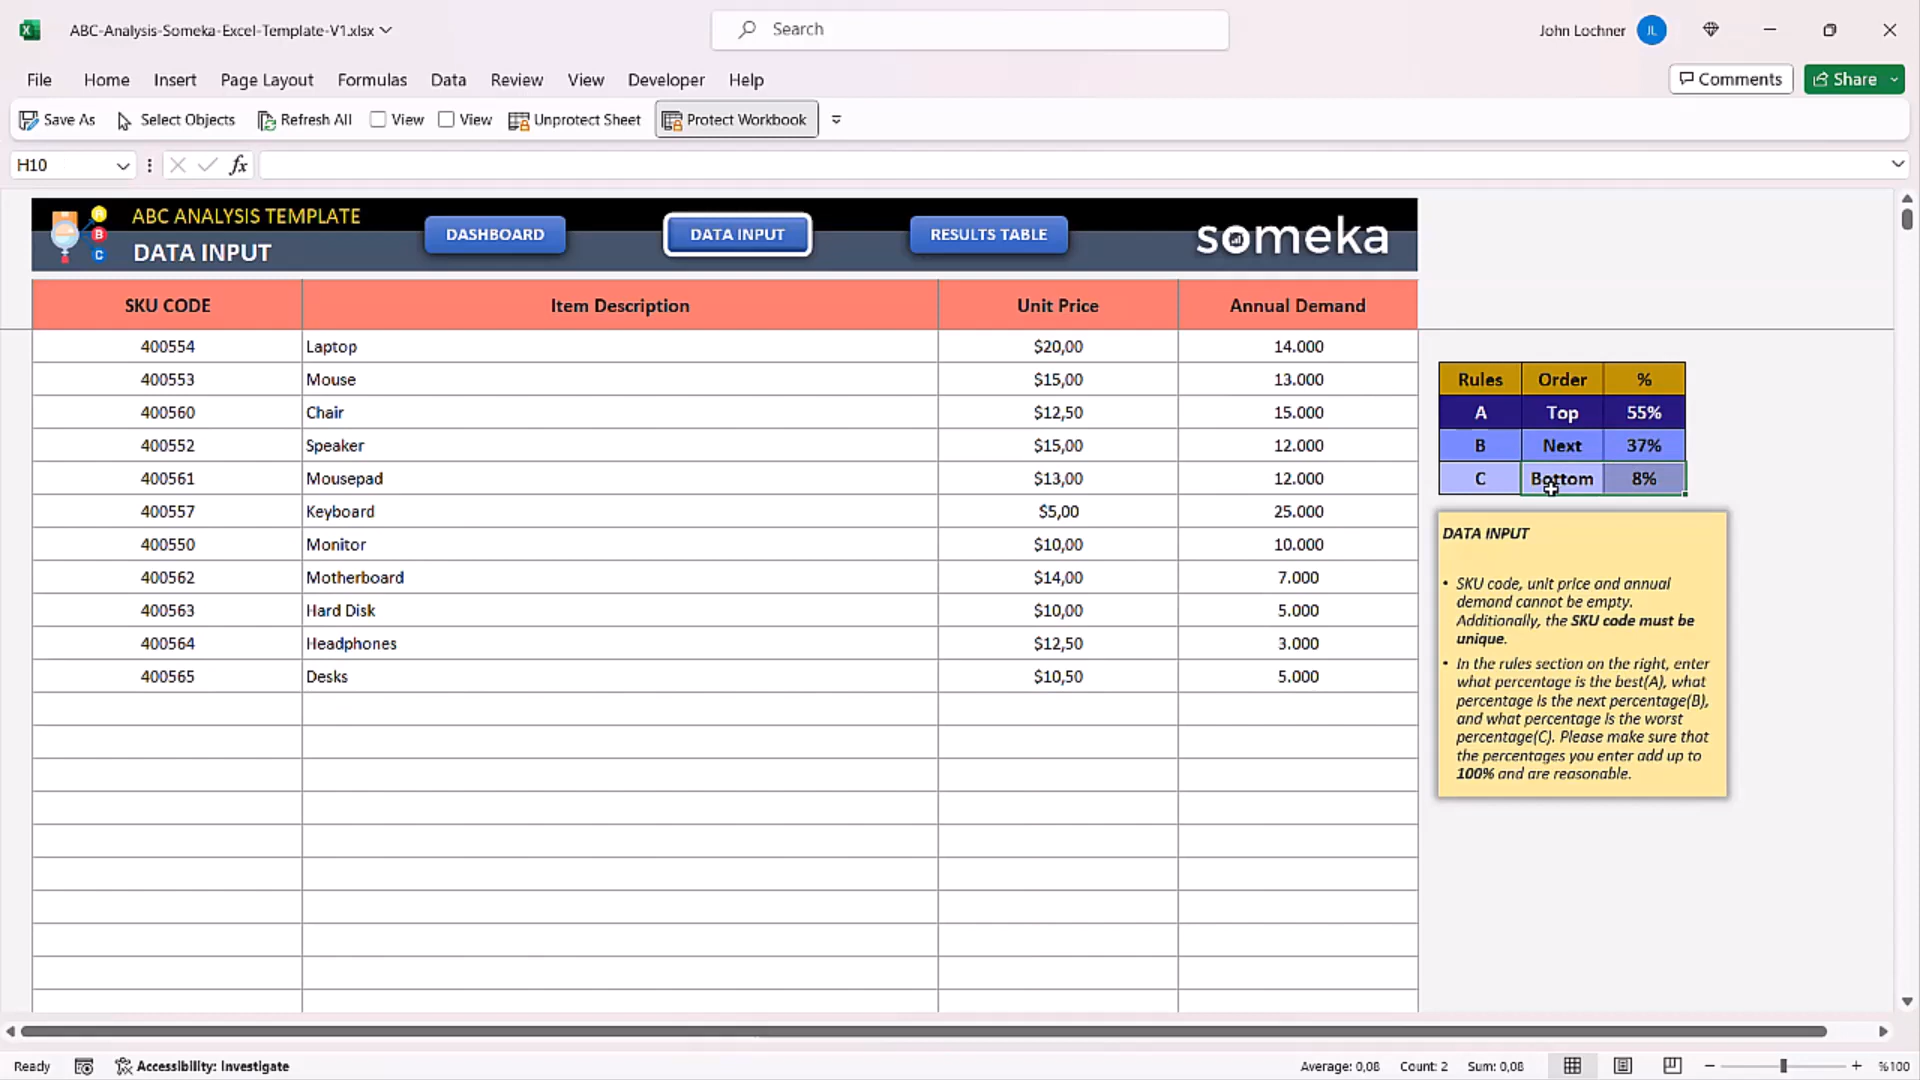 ABC-Analysis-Someka-Excel-Template-V1.xlsx
Search
John Lochner JL
File Home Insert Page Layout Formulas Data Review View Developer Help
Comments Share
Save As Select Objects Refresh All View View Unprotect Sheet Protect Workbook
H10 fx
A
B
C
ABC ANALYSIS TEMPLATE
DATA INPUT
DASHBOARD DATA INPUT RESULTS TABLE
someka
SKU CODE Item Description Unit Price Annual Demand
400554 Laptop $20,00 14.000
400553 Mouse $15,00 13.000
400560 Chair $12,50 15.000
400552 Speaker $15,00 12.000
400561 Mousepad $13,00 12.000
400557 Keyboard $5,00 25.000
400550 Monitor $10,00 10.000
400562 Motherboard $14,00 7.000
400563 Hard Disk $10,00 5.000
400564 Headphones $12,50 3.000
400565 Desks $10,50 5.000
Rules Order %
A Top 55%
B Next 37%
C Bottom 8%
DATA INPUT
• SKU code, unit price and annual
demand cannot be empty.
Additionally, the SKU code must be
unique.
• In the rules section on the right, enter
what percentage is the best(A), what
percentage is the next percentage(B),
and what percentage is the worst
percentage(C). Please make sure that
the percentages you enter add up to
100% and are reasonable.
Ready Accessibility: Investigate Average: 0,08 Count: 2 Sum: 0,08 %100